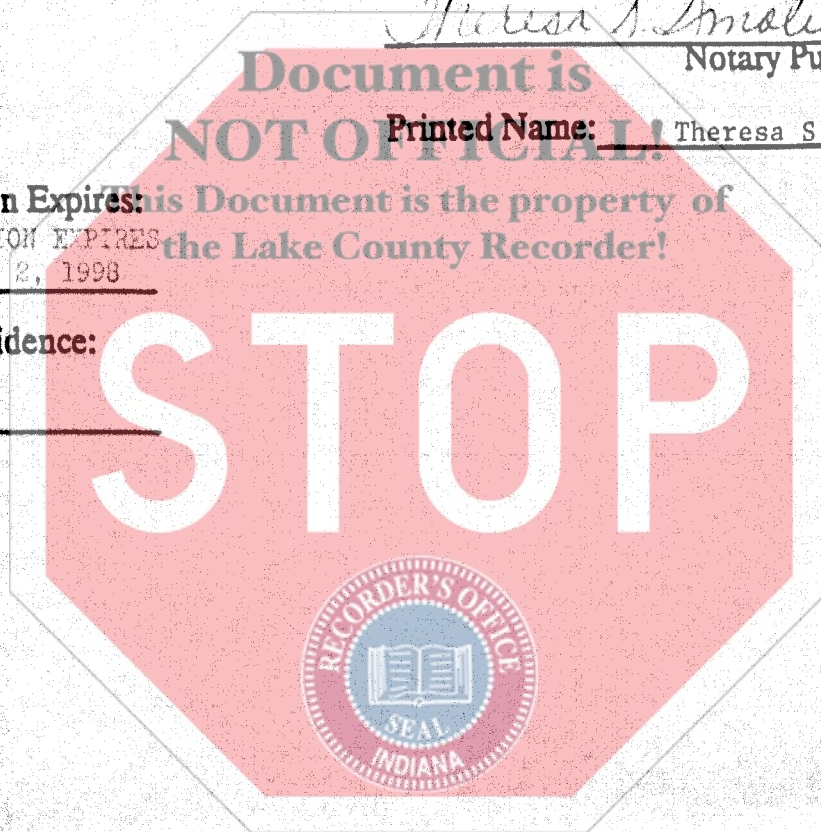 Theresa S.
Notary Pu
Document is
NOT OFFICIAL!
Printed Name: Theresa S
This Document is the property of
the Lake County Recorder!
n Expires:
ION EXPIRES
2, 1998
idence:
STOP
RECORDER'S OFFICE
SEAL
INDIANA